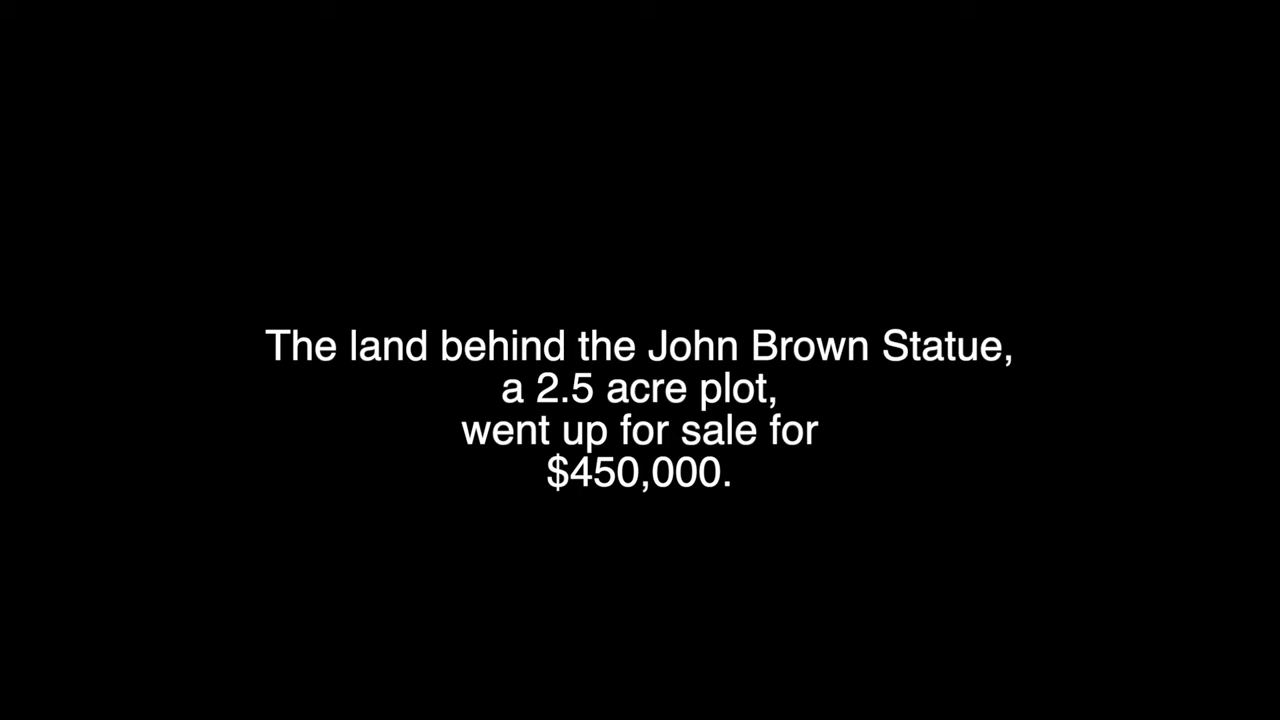 The land behind the John Brown Statue,
a 2.5 acre plot,
went up for sale for
$450,000.